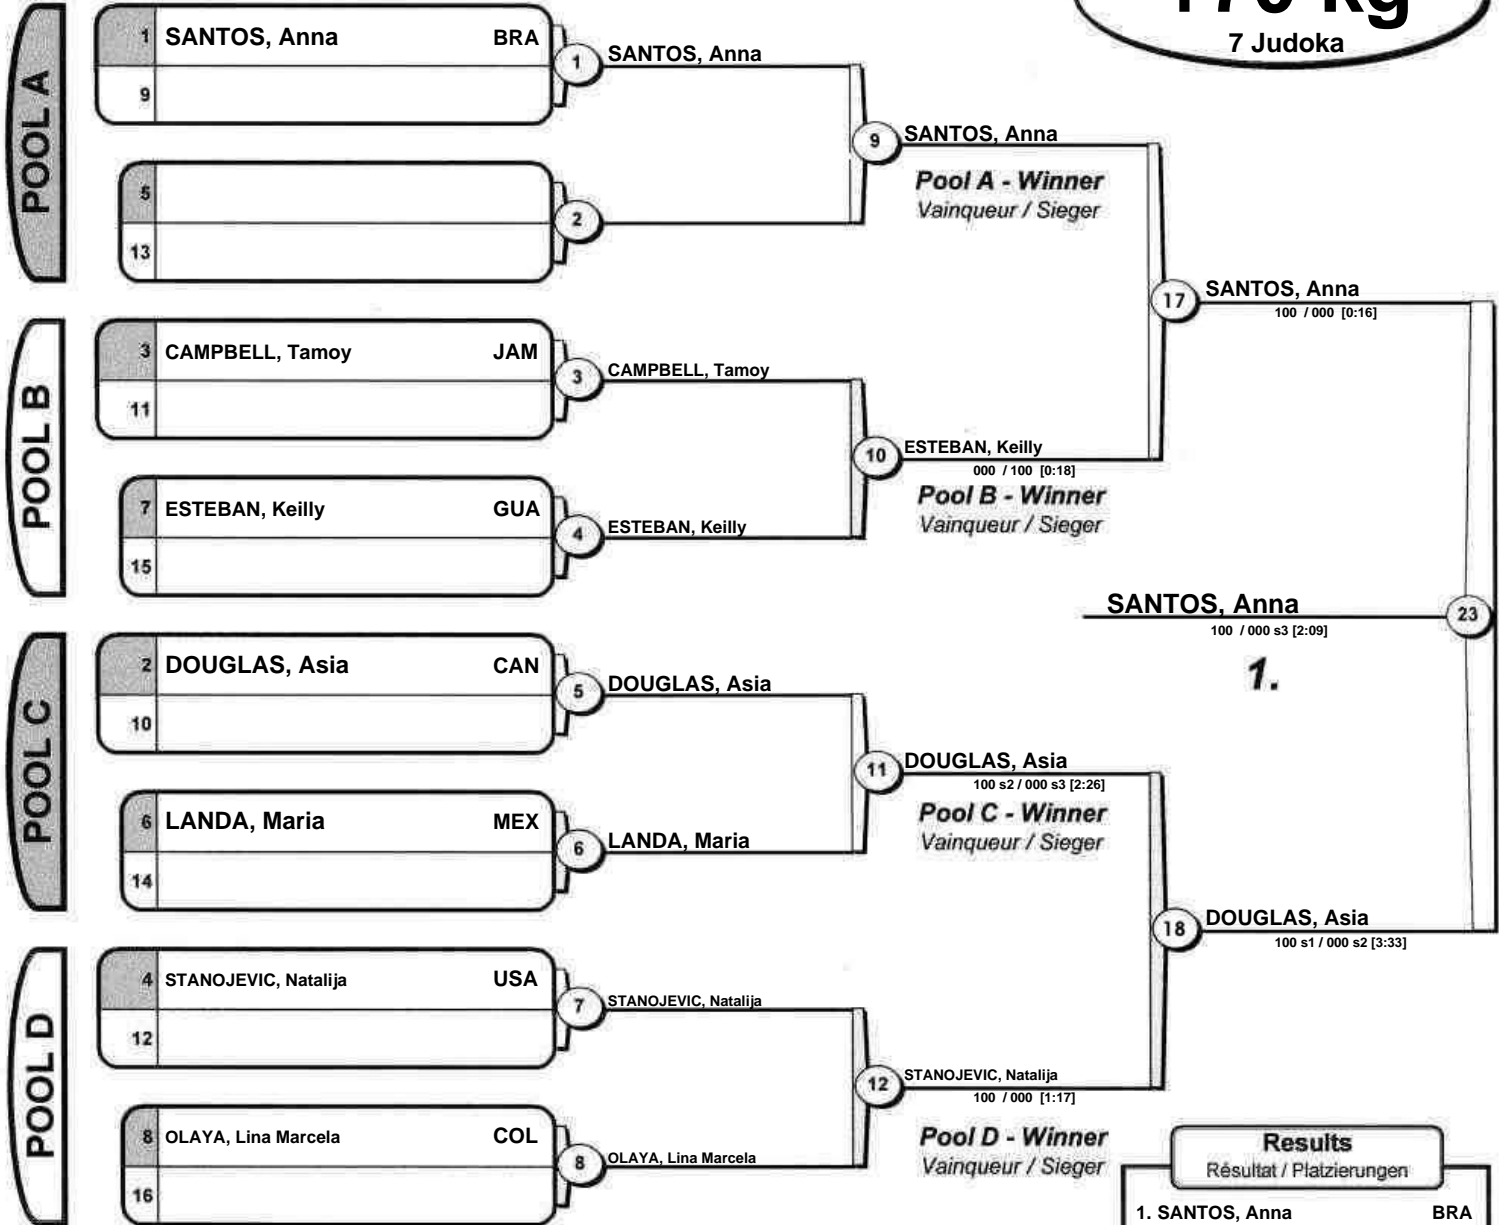 7 Judoka
POOL A
1 SANTOS, Anna BRA
9
1
SANTOS, Anna
5
13
2
9
SANTOS, Anna
Pool A - Winner
Vainqueur / Sieger
POOL B
3 CAMPBELL, Tamoy JAM
11
3
CAMPBELL, Tamoy
7 ESTEBAN, Keilly GUA
15
4
ESTEBAN, Keilly
10
ESTEBAN, Keilly
000 / 100 [0:18]
Pool B - Winner
Vainqueur / Sieger
17
SANTOS, Anna
100 / 000 [0:16]
SANTOS, Anna
23
100 / 000 s3 [2:09]
1.
POOL C
2 DOUGLAS, Asia CAN
10
5
DOUGLAS, Asia
6 LANDA, Maria MEX
14
6
LANDA, Maria
11
DOUGLAS, Asia
100 s2 / 000 s3 [2:26]
Pool C - Winner
Vainqueur / Sieger
18
DOUGLAS, Asia
100 s1 / 000 s2 [3:33]
POOL D
4 STANOJEVIC, Natalija USA
12
7
STANOJEVIC, Natalija
8 OLAYA, Lina Marcela COL
16
8
OLAYA, Lina Marcela
12
STANOJEVIC, Natalija
100 / 000 [1:17]
Pool D - Winner
Vainqueur / Sieger
Results
Résultat / Platzierungen
1. SANTOS, Anna BRA